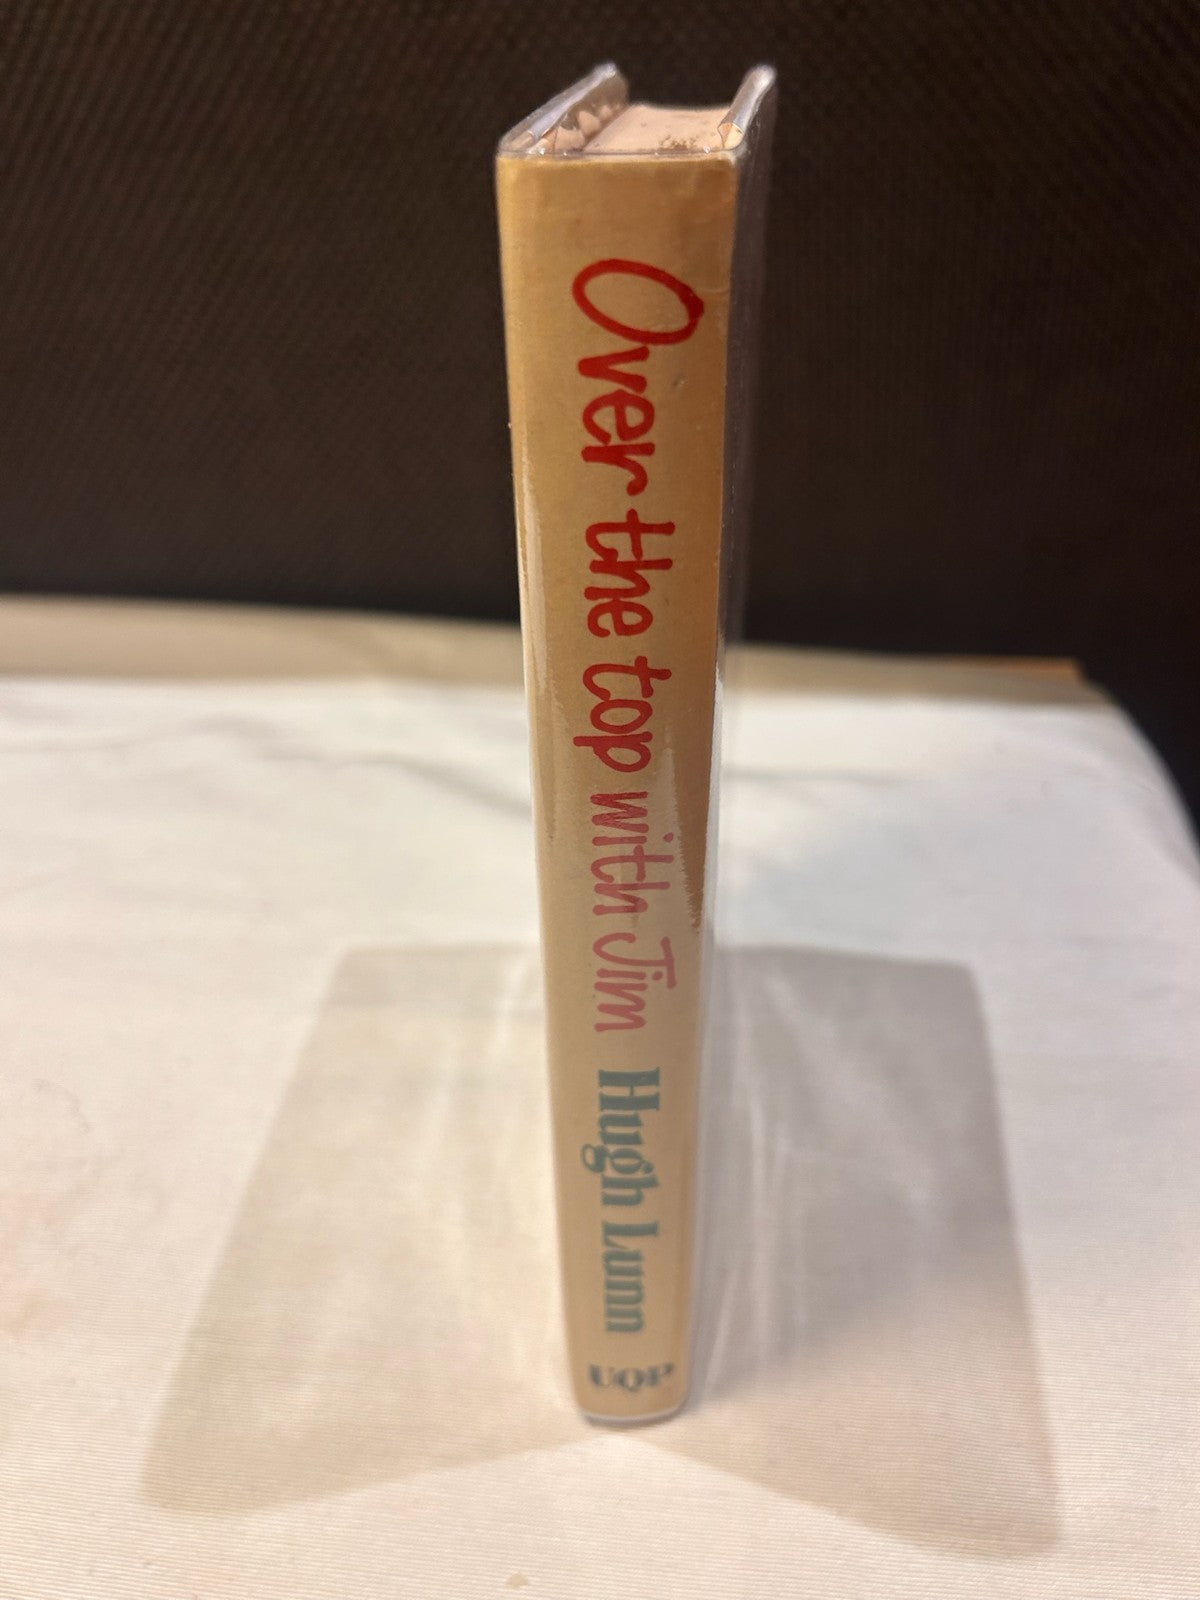 Over the top with Jim
Hugh Lunn
UQP